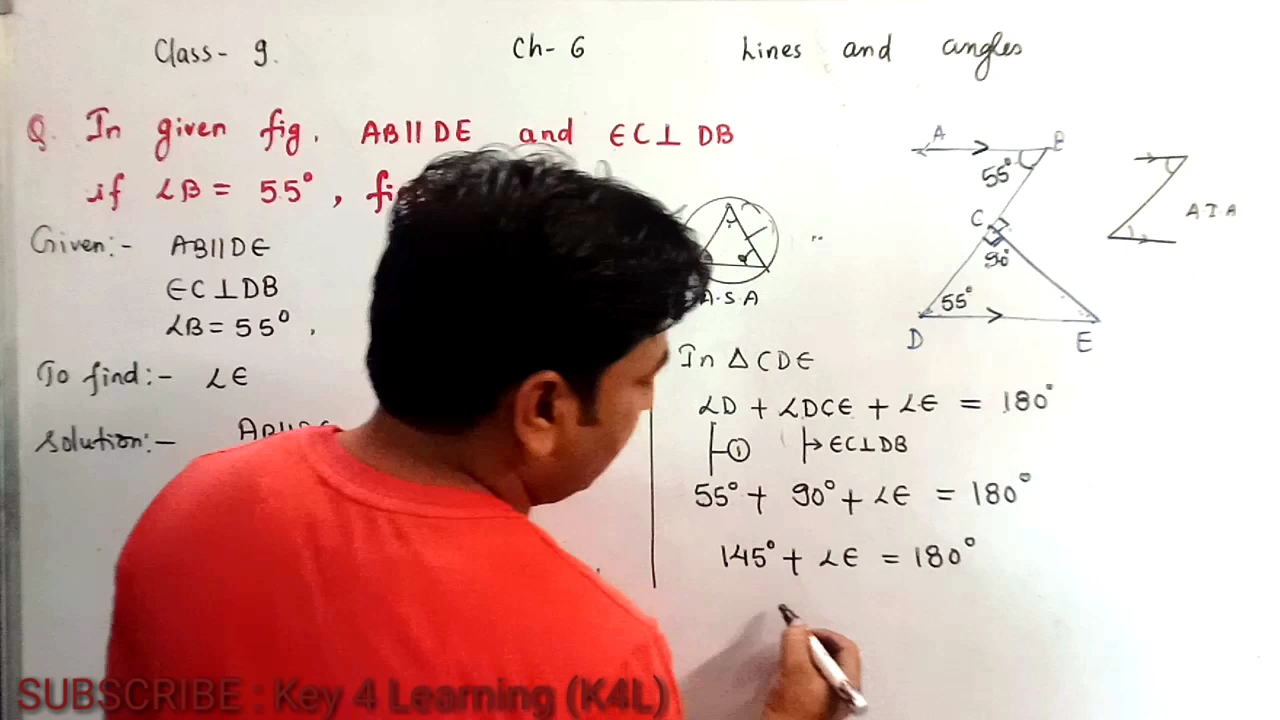 Class- 9.
Ch- 6
Lines and angles
Q. In given fig. AB || DE and EC ⊥ DB
if ∠B = 55°,
Given:- AB || DE
EC ⊥ DB
∠B = 55°.
To find:- ∠E
Solution:-
A.S.A
A
B
55°
C
90°
55°
D
E
A I A
In △ CDE
∠D + ∠DCE + ∠E = 180°
① EC ⊥ DB
55° + 90° + ∠E = 180°
145° + ∠E = 180°
SUBSCRIBE : Key 4 Learning (K4L)